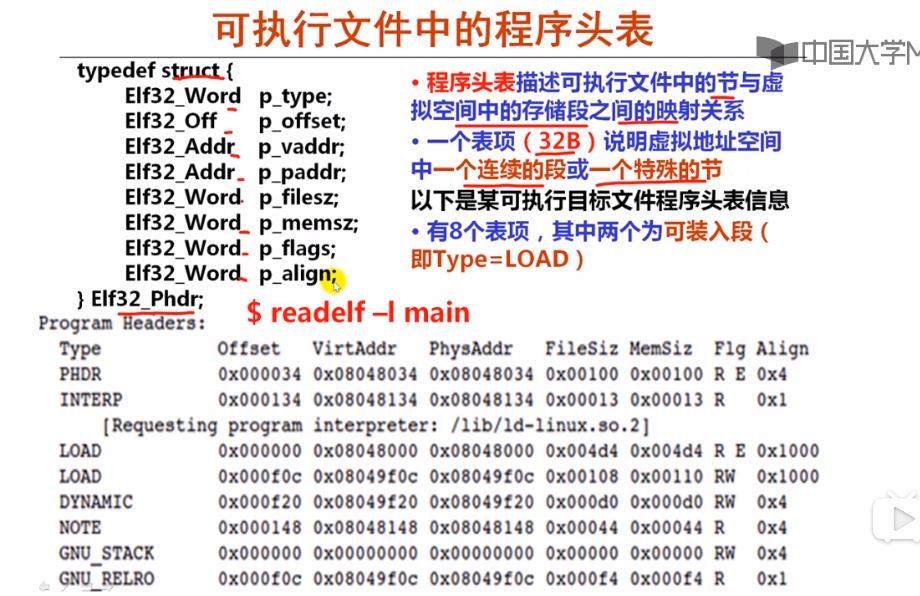 可执行文件中的程序头表
中国大学M
typedef struct {
Elf32_Word p_type;
Elf32_Off p_offset;
Elf32_Addr p_vaddr;
Elf32_Addr p_paddr;
Elf32_Word p_filesz;
Elf32_Word p_memsz;
Elf32_Word p_flags;
Elf32_Word p_align;
} Elf32_Phdr;
• 程序头表描述可执行文件中的节与虚
拟空间中的存储段之间的映射关系
• 一个表项（32B）说明虚拟地址空间
中一个连续的段或一个特殊的节
以下是某可执行目标文件程序头表信息
• 有8个表项，其中两个为可装入段（
即Type=LOAD）
$ readelf –l main
Program Headers:
Type Offset VirtAddr PhysAddr FileSiz MemSiz Flg Align
PHDR 0x000034 0x08048034 0x08048034 0x00100 0x00100 R E 0x4
INTERP 0x000134 0x08048134 0x08048134 0x00013 0x00013 R 0x1
[Requesting program interpreter: /lib/ld-linux.so.2]
LOAD 0x000000 0x08048000 0x08048000 0x004d4 0x004d4 R E 0x1000
LOAD 0x000f0c 0x08049f0c 0x08049f0c 0x00108 0x00110 RW 0x1000
DYNAMIC 0x000f20 0x08049f20 0x08049f20 0x000d0 0x000d0 RW 0x4
NOTE 0x000148 0x08048148 0x08048148 0x00044 0x00044 R 0x4
GNU_STACK 0x000000 0x00000000 0x00000000 0x00000 0x00000 RW 0x4
GNU_RELRO 0x000f0c 0x08049f0c 0x08049f0c 0x000f4 0x000f4 R 0x1